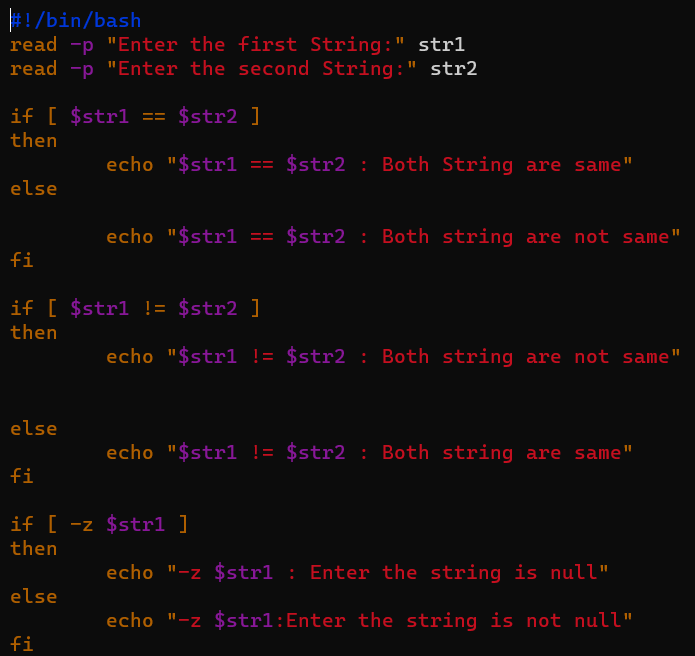 #!/bin/bash
read -p "Enter the first String:" str1
read -p "Enter the second String:" str2
if [ $str1 == $str2 ]
then
echo "$str1 == $str2 : Both String are same"
else
echo "$str1 == $str2 : Both string are not same"
fi
if [ $str1 != $str2 ]
then
echo "$str1 != $str2 : Both string are not same"
else
echo "$str1 != $str2 : Both string are same"
fi
if [ -z $str1 ]
then
echo "-z $str1 : Enter the string is null"
else
echo "-z $str1:Enter the string is not null"
fi